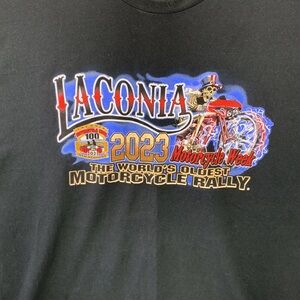 LACONIA
100
2023
Motorcycle Week
THE WORLD'S OLDEST
MOTORCYCLE RALLY.